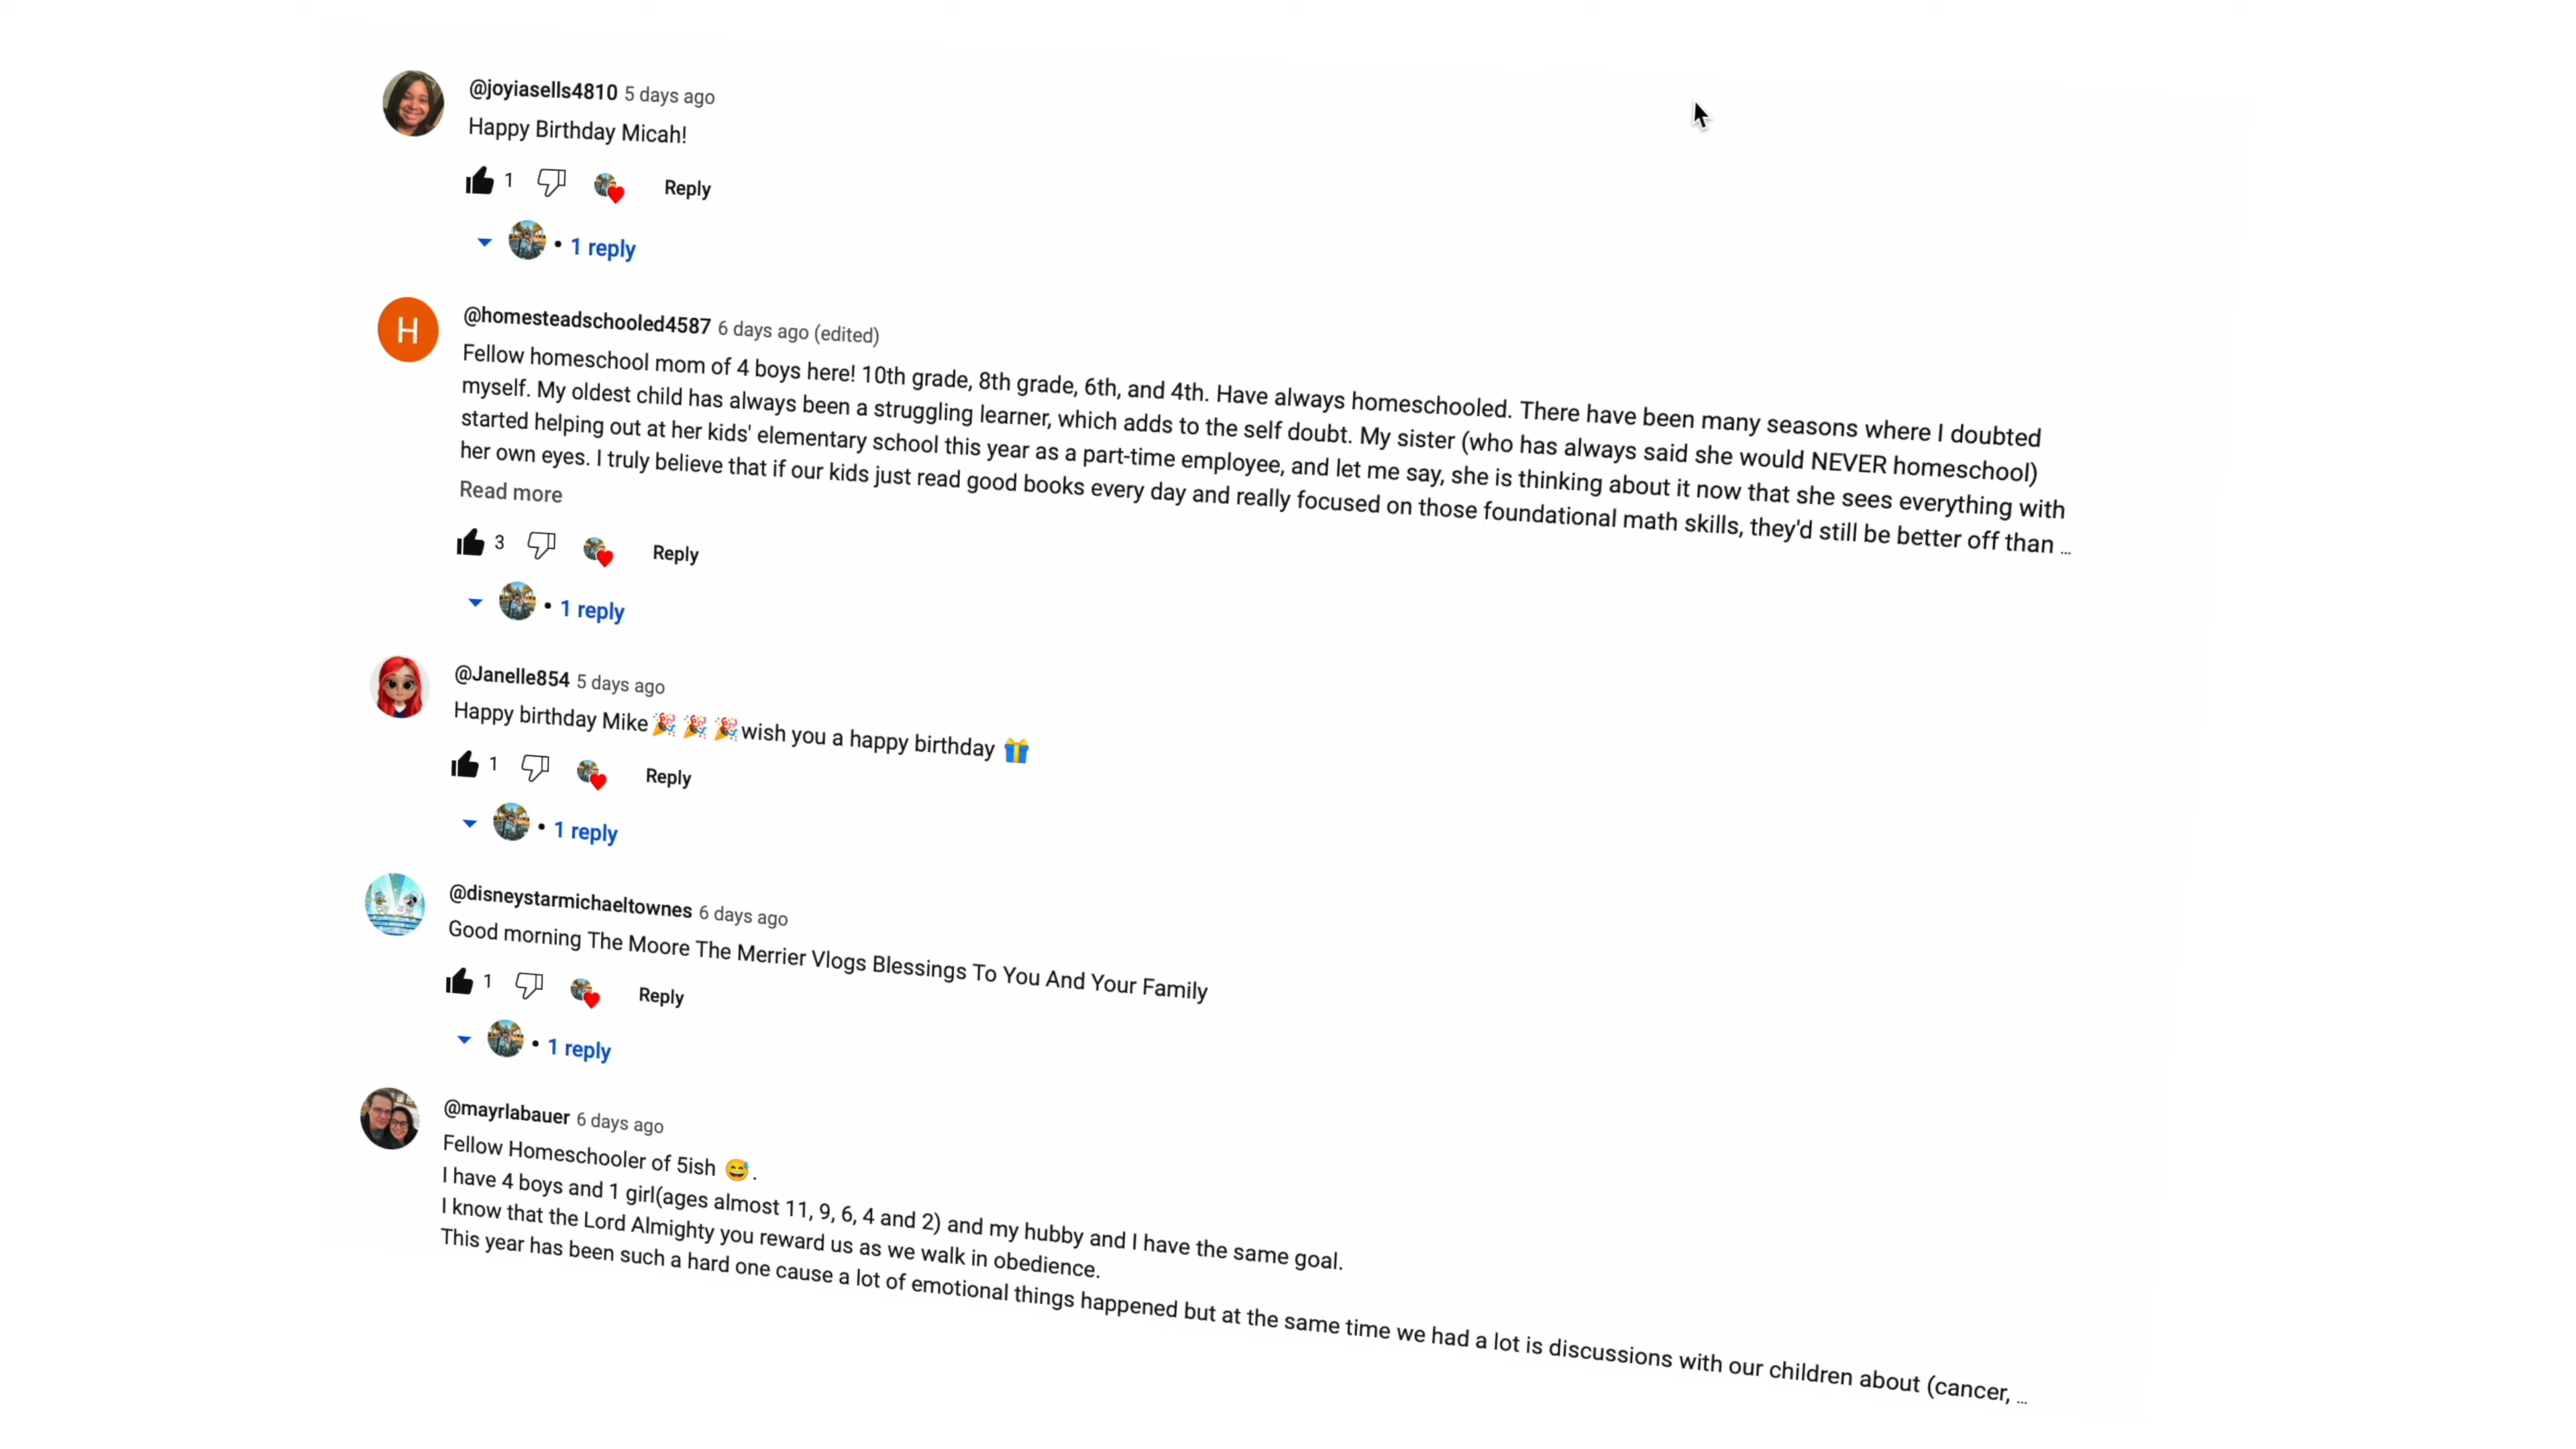 @joyiasells4810 5 days ago
Happy Birthday Micah!
1 Reply
• 1 reply
H
@homesteadschooled4587 6 days ago (edited)
Fellow homeschool mom of 4 boys here! 10th grade, 8th grade, 6th, and 4th. Have always homeschooled. There have been many seasons where I doubted
myself. My oldest child has always been a struggling learner, which adds to the self doubt. My sister (who has always said she would NEVER homeschool)
started helping out at her kids' elementary school this year as a part-time employee, and let me say, she is thinking about it now that she sees everything with
her own eyes. I truly believe that if our kids just read good books every day and really focused on those foundational math skills, they'd still be better off than ...
Read more
3 Reply
• 1 reply
@Janelle854 5 days ago
Happy birthday Mike🎉 🎉 🎉wish you a happy birthday 🎁
1 Reply
• 1 reply
@disneystarmichaeltownes 6 days ago
Good morning The Moore The Merrier Vlogs Blessings To You And Your Family
1 Reply
• 1 reply
@mayrlabauer 6 days ago
Fellow Homeschooler of 5ish 😅.
I have 4 boys and 1 girl(ages almost 11, 9, 6, 4 and 2) and my hubby and I have the same goal.
I know that the Lord Almighty you reward us as we walk in obedience.
This year has been such a hard one cause a lot of emotional things happened but at the same time we had a lot is discussions with our children about (cancer, ...